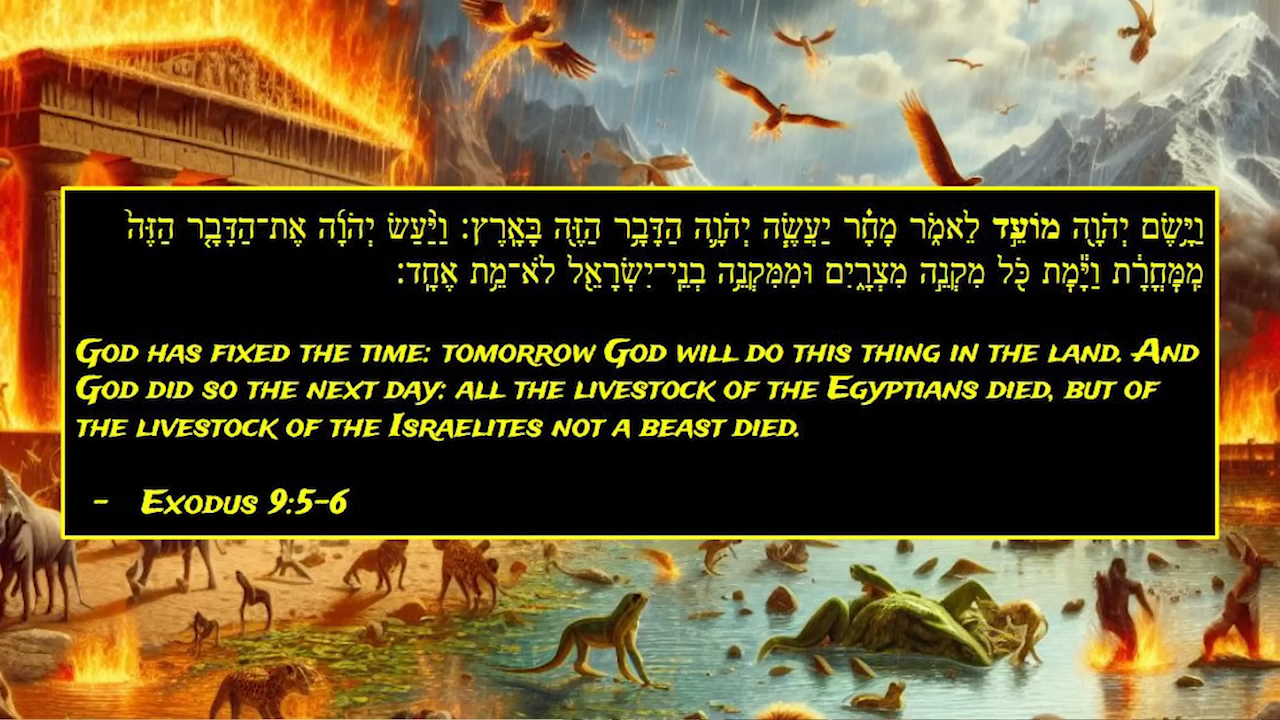 וַיָּ֥שֶׂם יְהֹוָ֖ה מוֹעֵ֣ד לֵאמֹ֑ר מָחָ֗ר יַעֲשֶׂ֧ה יְהֹוָ֛ה הַדָּבָ֥ר הַזֶּ֖ה בָּאָֽרֶץ׃ וַיַּ֨עַשׂ יְהֹוָ֜ה אֶת־הַדָּבָ֤ר הַזֶּה֙
מִֽמׇּחֳרָ֔ת וַיָּ֕מׇת כֹּ֖ל מִקְנֵ֣ה מִצְרָ֑יִם וּמִמִּקְנֵ֥ה בְנֵֽי־יִשְׂרָאֵ֖ל לֹא־מֵ֥ת אֶחָֽד׃
God has fixed the time: tomorrow God will do this thing in the land. And
God did so the next day: all the livestock of the Egyptians died, but of
the livestock of the Israelites not a beast died.
- Exodus 9:5-6